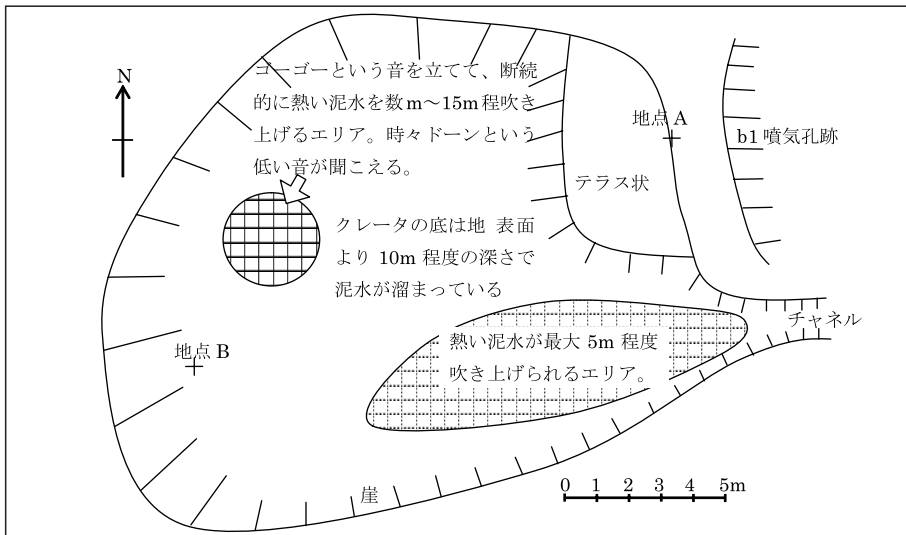 N
ゴーゴーという音を立てて、断続
的に熱い泥水を数m～15m程吹き
上げるエリア。時々ドーンという
低い音が聞こえる。
地点A
b1噴気孔跡
テラス状
クレータの底は地 表面
より 10m 程度の深さで
泥水が溜まっている
チャネル
熱い泥水が最大 5m 程度
吹き上げられるエリア。
地点B
崖
0 1 2 3 4 5m